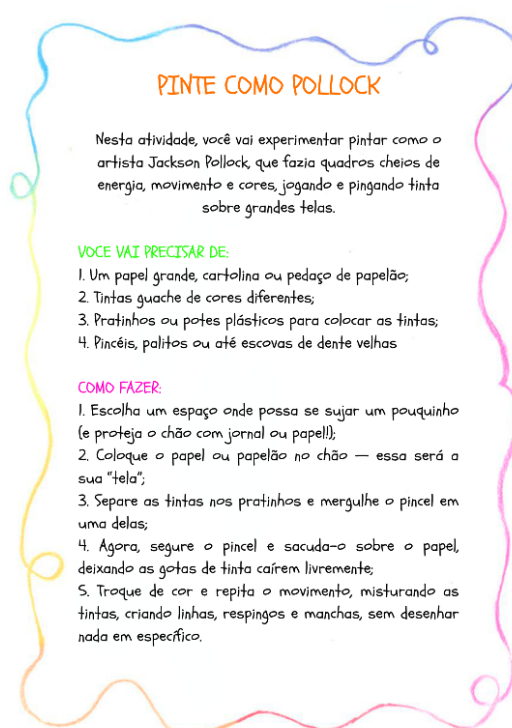 PINTE COMO POLLOCK
Nesta atividade, você vai experimentar pintar como o
artista Jackson Pollock, que fazia quadros cheios de
energia, movimento e cores, jogando e pingando tinta
sobre grandes telas.
VOCE VAI PRECISAR DE:
1. Um papel grande, cartolina ou pedaço de papelão;
2. Tintas guache de cores diferentes;
3. Pratinhos ou potes plásticos para colocar as tintas;
4. Pincéis, palitos ou até escovas de dente velhas
COMO FAZER:
1. Escolha um espaço onde possa se sujar um pouquinho
(e proteja o chão com jornal ou papel!);
2. Coloque o papel ou papelão no chão — essa será a
sua "tela";
3. Separe as tintas nos pratinhos e mergulhe o pincel em
uma delas;
4. Agora, segure o pincel e sacuda-o sobre o papel,
deixando as gotas de tinta caírem livremente;
5. Troque de cor e repita o movimento, misturando as
tintas, criando linhas, respingos e manchas, sem desenhar
nada em específico.